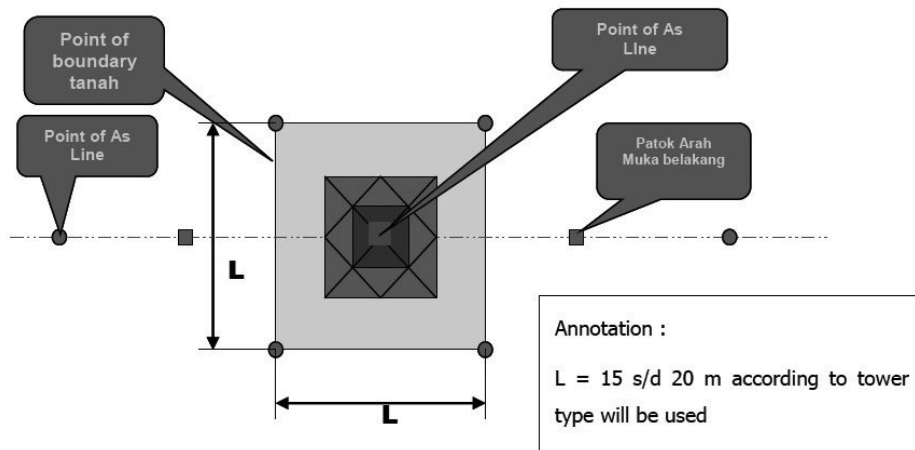 Point of
boundary
tanah
Point of As
LIne
Point of As
Line
Patok Arah
Muka belakang
L
L
Annotation :
L = 15 s/d 20 m according to tower
type will be used